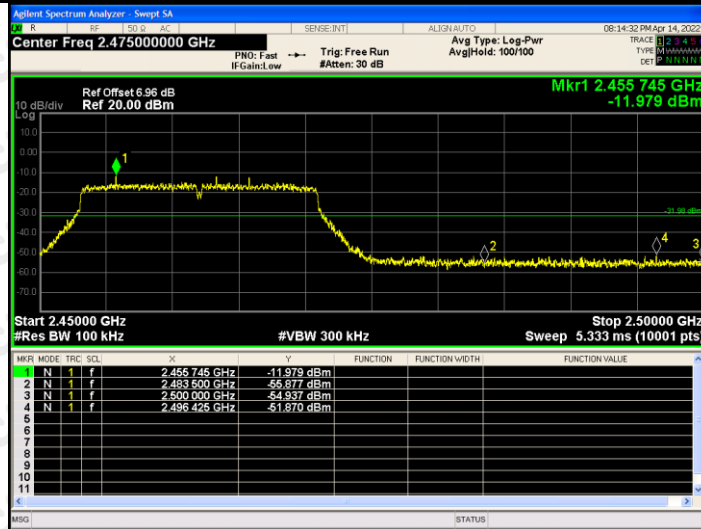 Agilent Spectrum Analyzer - Swept SA
R RF 50 Ω AC SENSE:INT ALIGN AUTO 08:14:32 PM Apr 14, 2022
Center Freq 2.475000000 GHz
PNO: Fast
IFGain:Low
Trig: Free Run
#Atten: 30 dB
Avg Type: Log-Pwr
Avg|Hold: 100/100
TRACE 1 2 3 4 5
TYPE M
DET P N N N N
Mkr1 2.455 745 GHz
-11.979 dBm
Ref Offset 6.96 dB
10 dB/div Ref 20.00 dBm
Log
10.0
0.00
-10.0
-20.0
-30.0
-40.0
-50.0
-60.0
-70.0
1
2
4
3
-31.98 dBm
Start 2.45000 GHz Stop 2.50000 GHz
#Res BW 100 kHz #VBW 300 kHz Sweep 5.333 ms (10001 pts)
MKR MODE TRC SCL X Y FUNCTION FUNCTION WIDTH FUNCTION VALUE
1 N 1 f 2.455 745 GHz -11.979 dBm
2 N 1 f 2.483 500 GHz -55.877 dBm
3 N 1 f 2.500 000 GHz -54.937 dBm
4 N 1 f 2.496 425 GHz -51.870 dBm
5
6
7
8
9
10
11
MSG STATUS